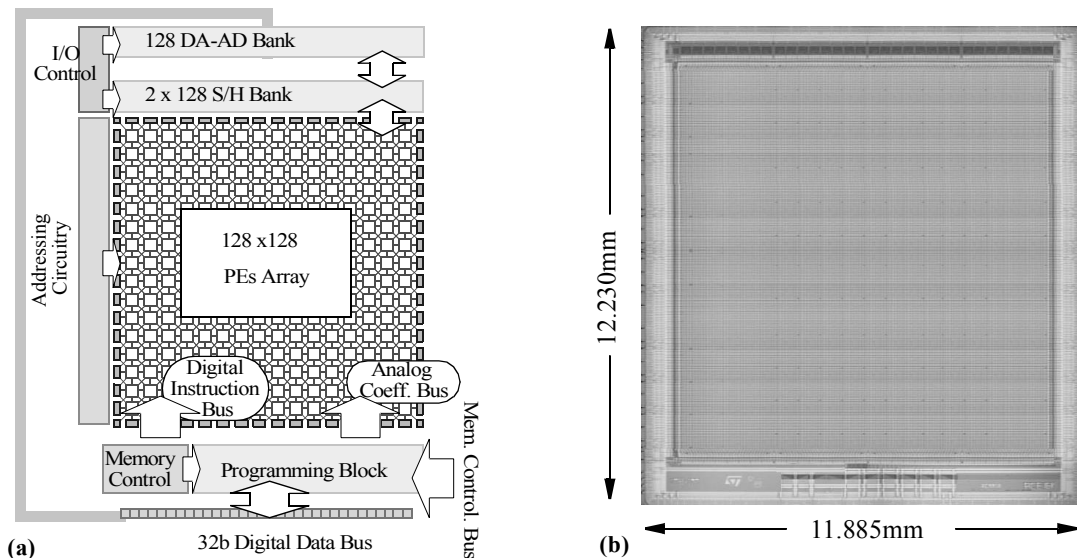 128 DA-AD Bank
I/O
Control
2 x 128 S/H Bank
Addressing
Circuitry
128 x128
PEs Array
Digital
Instruction
Bus
Analog
Coeff. Bus
Mem. Control. Bus
Memory
Control
Programming Block
32b Digital Data Bus
(a)
12.230mm
ST
11.885mm
(b)